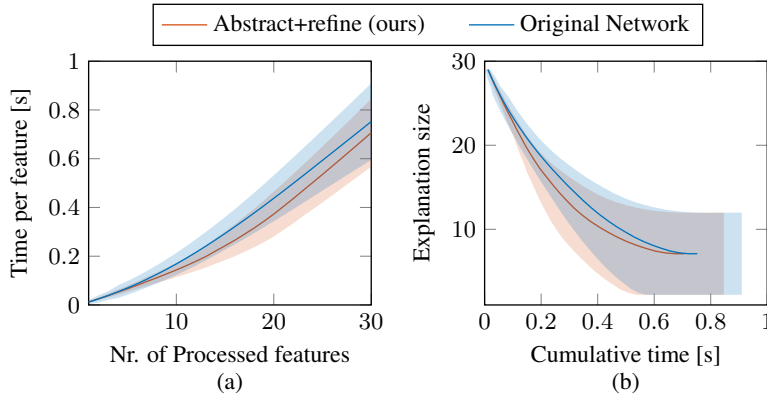 Abstract+refine (ours) Original Network
Time per feature [s]
1
0.8
0.6
0.4
0.2
0
10 20 30
Nr. of Processed features
(a)
Explanation size
30
20
10
0 0.2 0.4 0.6 0.8 1
Cumulative time [s]
(b)